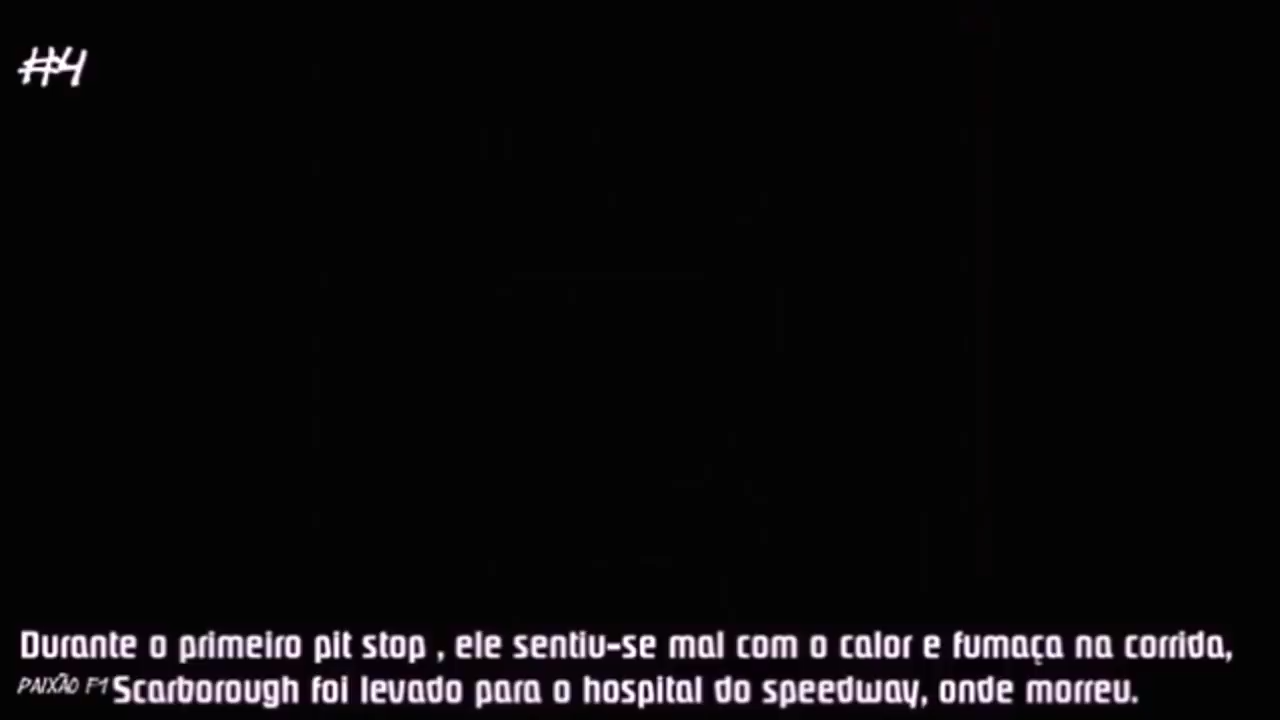 #4
Durante o primeiro pit stop , ele sentiu-se mal com o calor e fumaça na corrida,
PAIXÃO F1 Scarborough foi levado para o hospital do speedway, onde morreu.